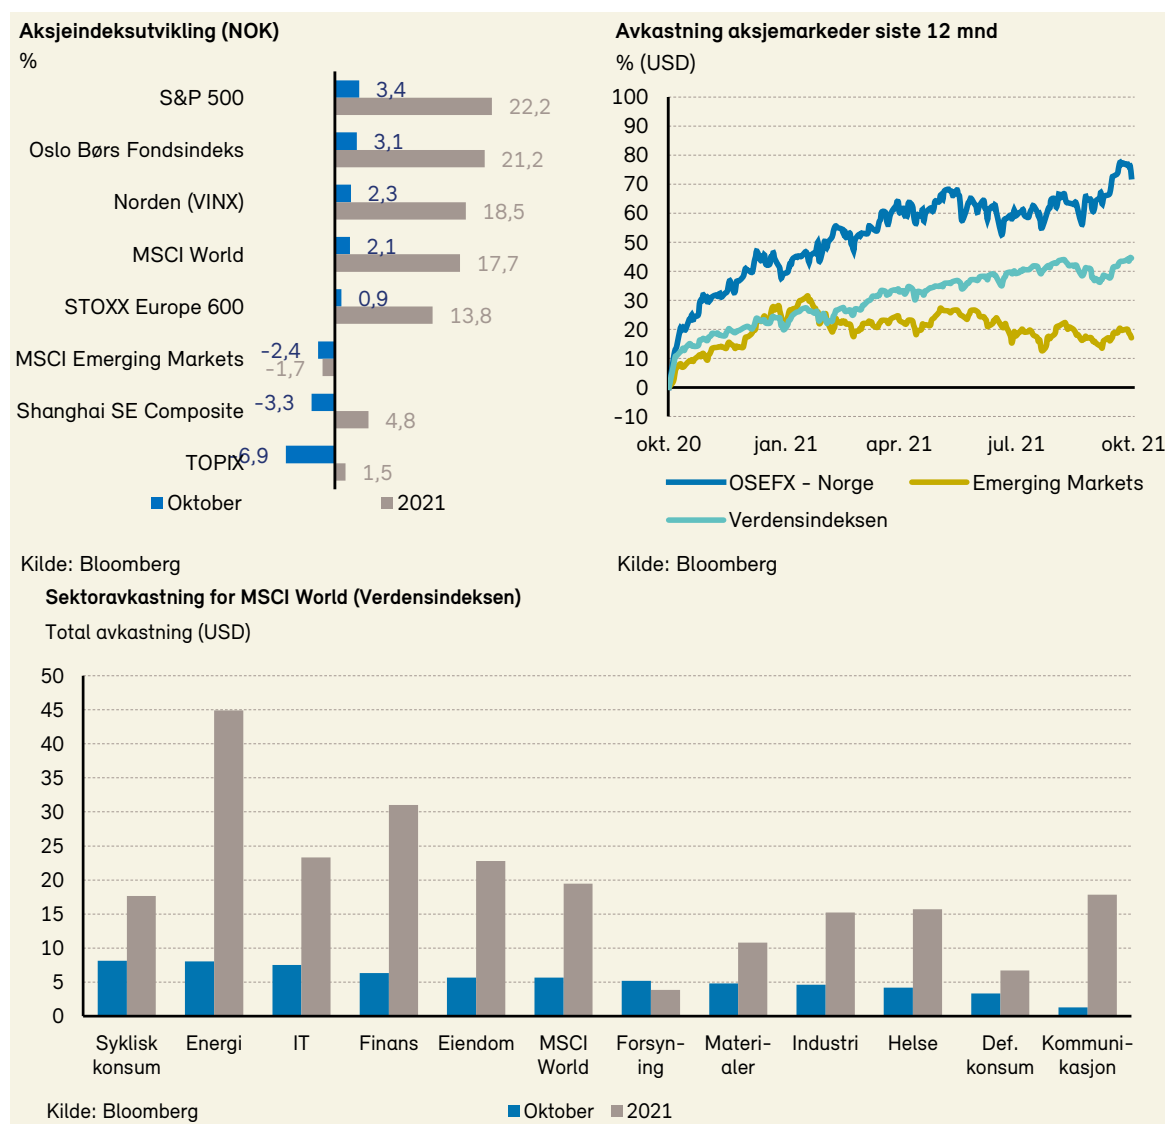 Aksjeindeksutvikling (NOK)
%
S&P 500
3,4
22,2
Oslo Børs Fondsindeks
3,1
21,2
Norden (VINX)
2,3
18,5
MSCI World
2,1
17,7
STOXX Europe 600
0,9
13,8
MSCI Emerging Markets
-2,4
-1,7
Shanghai SE Composite
-3,3
4,8
TOPIX
-6,9
1,5
Oktober 2021
Kilde: Bloomberg
Avkastning aksjemarkeder siste 12 mnd
% (USD)
100
90
80
70
60
50
40
30
20
10
0
-10
okt. 20 jan. 21 apr. 21 jul. 21 okt. 21
OSEFX - Norge Emerging Markets
Verdensindeksen
Kilde: Bloomberg
Sektoravkastning for MSCI World (Verdensindeksen)
Total avkastning (USD)
50
45
40
35
30
25
20
15
10
5
0
Syklisk
konsum
Energi
IT
Finans
Eiendom
MSCI
World
Forsyn-
ing
Materi-
aler
Industri
Helse
Def.
konsum
Kommuni-
kasjon
Kilde: Bloomberg
Oktober 2021